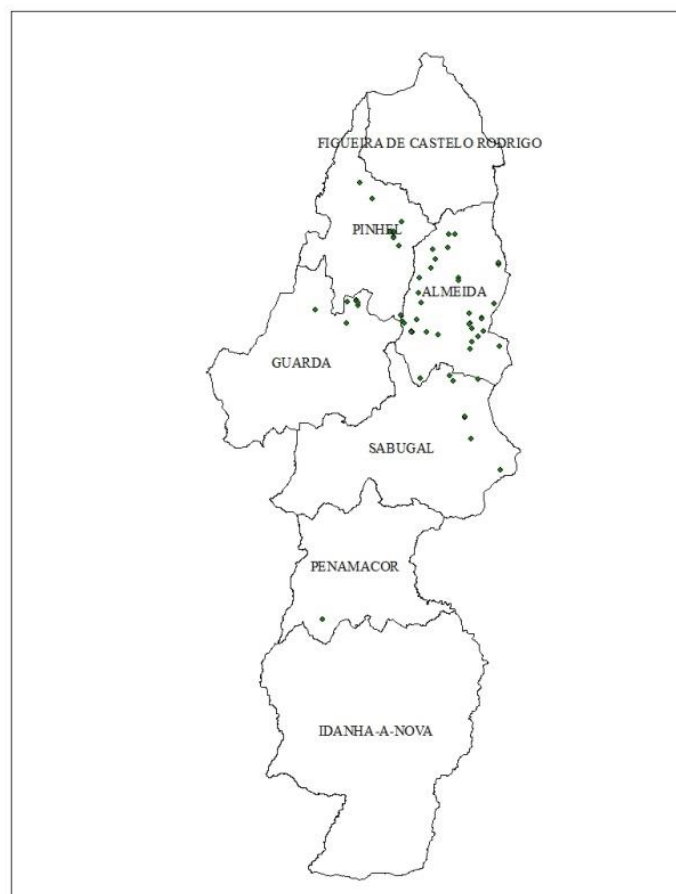 FIGUEIRA DE CASTELO RODRIGO
PINHEL
ALMEIDA
GUARDA
SABUGAL
PENAMACOR
IDANHA-A-NOVA